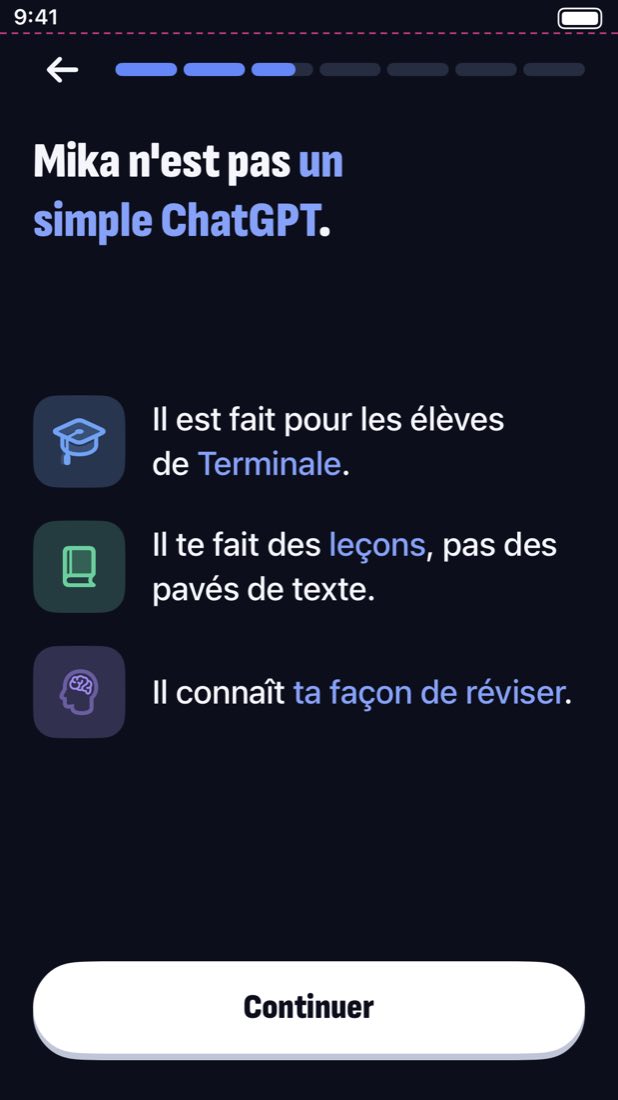 9:41
Mika n'est pas un
simple ChatGPT.
Il est fait pour les élèves
de Terminale.
Il te fait des leçons, pas des
pavés de texte.
Il connaît ta façon de réviser.
Continuer